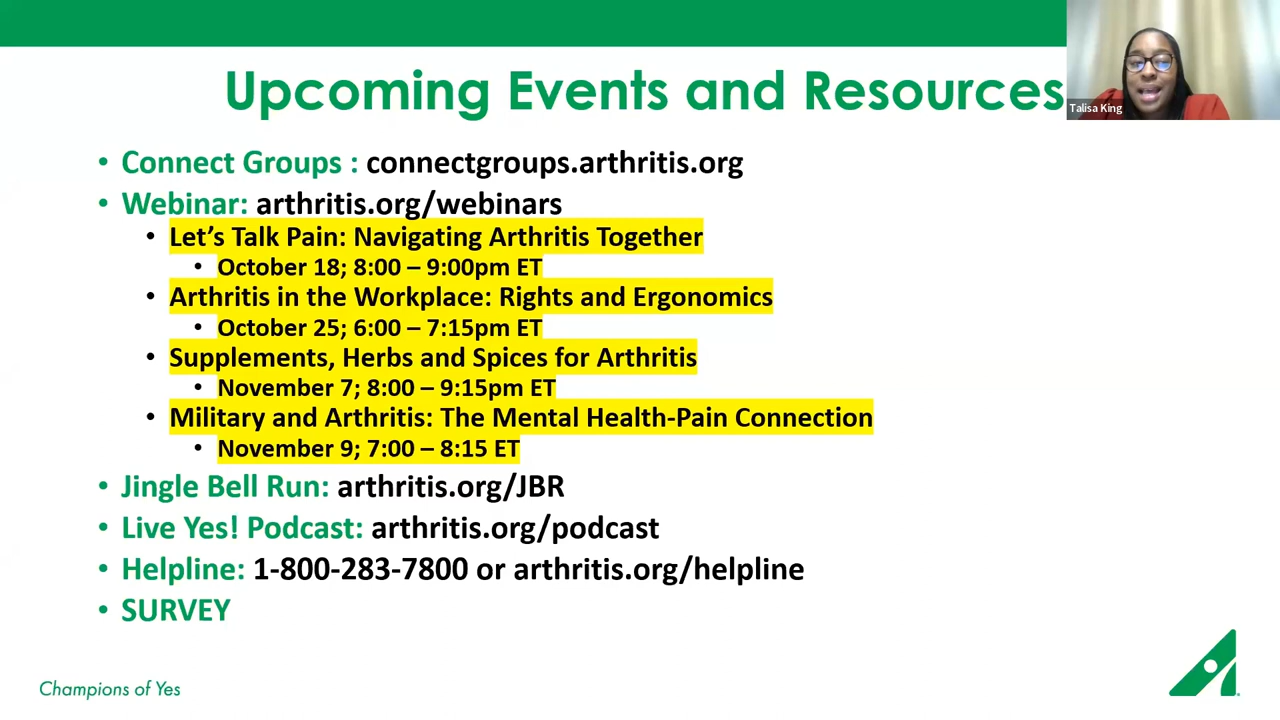 Upcoming Events and Resources
Talisa King
• Connect Groups : connectgroups.arthritis.org
• Webinar: arthritis.org/webinars
• Let’s Talk Pain: Navigating Arthritis Together
• October 18; 8:00 – 9:00pm ET
• Arthritis in the Workplace: Rights and Ergonomics
• October 25; 6:00 – 7:15pm ET
• Supplements, Herbs and Spices for Arthritis
• November 7; 8:00 – 9:15pm ET
• Military and Arthritis: The Mental Health-Pain Connection
• November 9; 7:00 – 8:15 ET
• Jingle Bell Run: arthritis.org/JBR
• Live Yes! Podcast: arthritis.org/podcast
• Helpline: 1-800-283-7800 or arthritis.org/helpline
• SURVEY
Champions of Yes